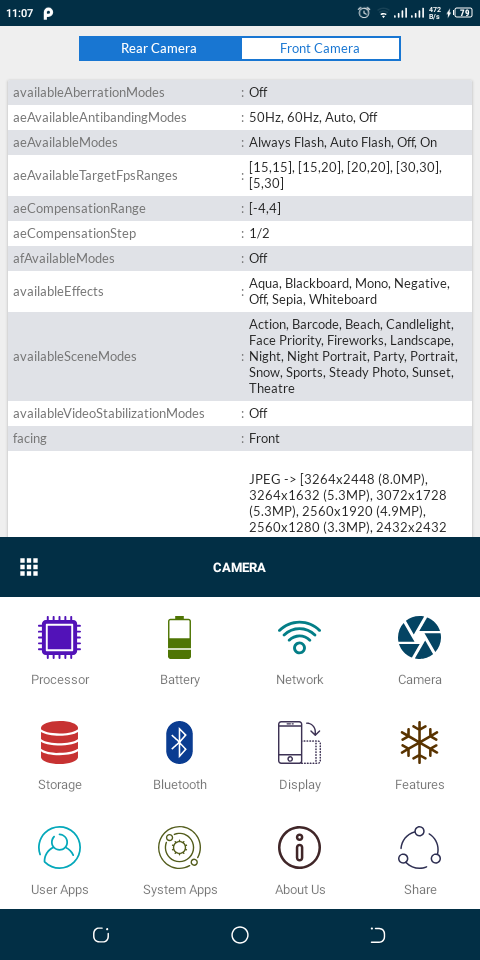 11:07
472 B/s
79
Rear Camera Front Camera
availableAberrationModes : Off
aeAvailableAntibandingModes : 50Hz, 60Hz, Auto, Off
aeAvailableModes : Always Flash, Auto Flash, Off, On
aeAvailableTargetFpsRanges : [15,15], [15,20], [20,20], [30,30],
[5,30]
aeCompensationRange : [-4,4]
aeCompensationStep : 1/2
afAvailableModes : Off
availableEffects : Aqua, Blackboard, Mono, Negative,
Off, Sepia, Whiteboard
availableSceneModes : Action, Barcode, Beach, Candlelight,
Face Priority, Fireworks, Landscape,
Night, Night Portrait, Party, Portrait,
Snow, Sports, Steady Photo, Sunset,
Theatre
availableVideoStabilizationModes : Off
facing : Front
JPEG -> [3264x2448 (8.0MP),
3264x1632 (5.3MP), 3072x1728
(5.3MP), 2560x1920 (4.9MP),
2560x1280 (3.3MP), 2432x2432
CAMERA
Processor Battery Network Camera
Storage Bluetooth Display Features
User Apps System Apps About Us Share